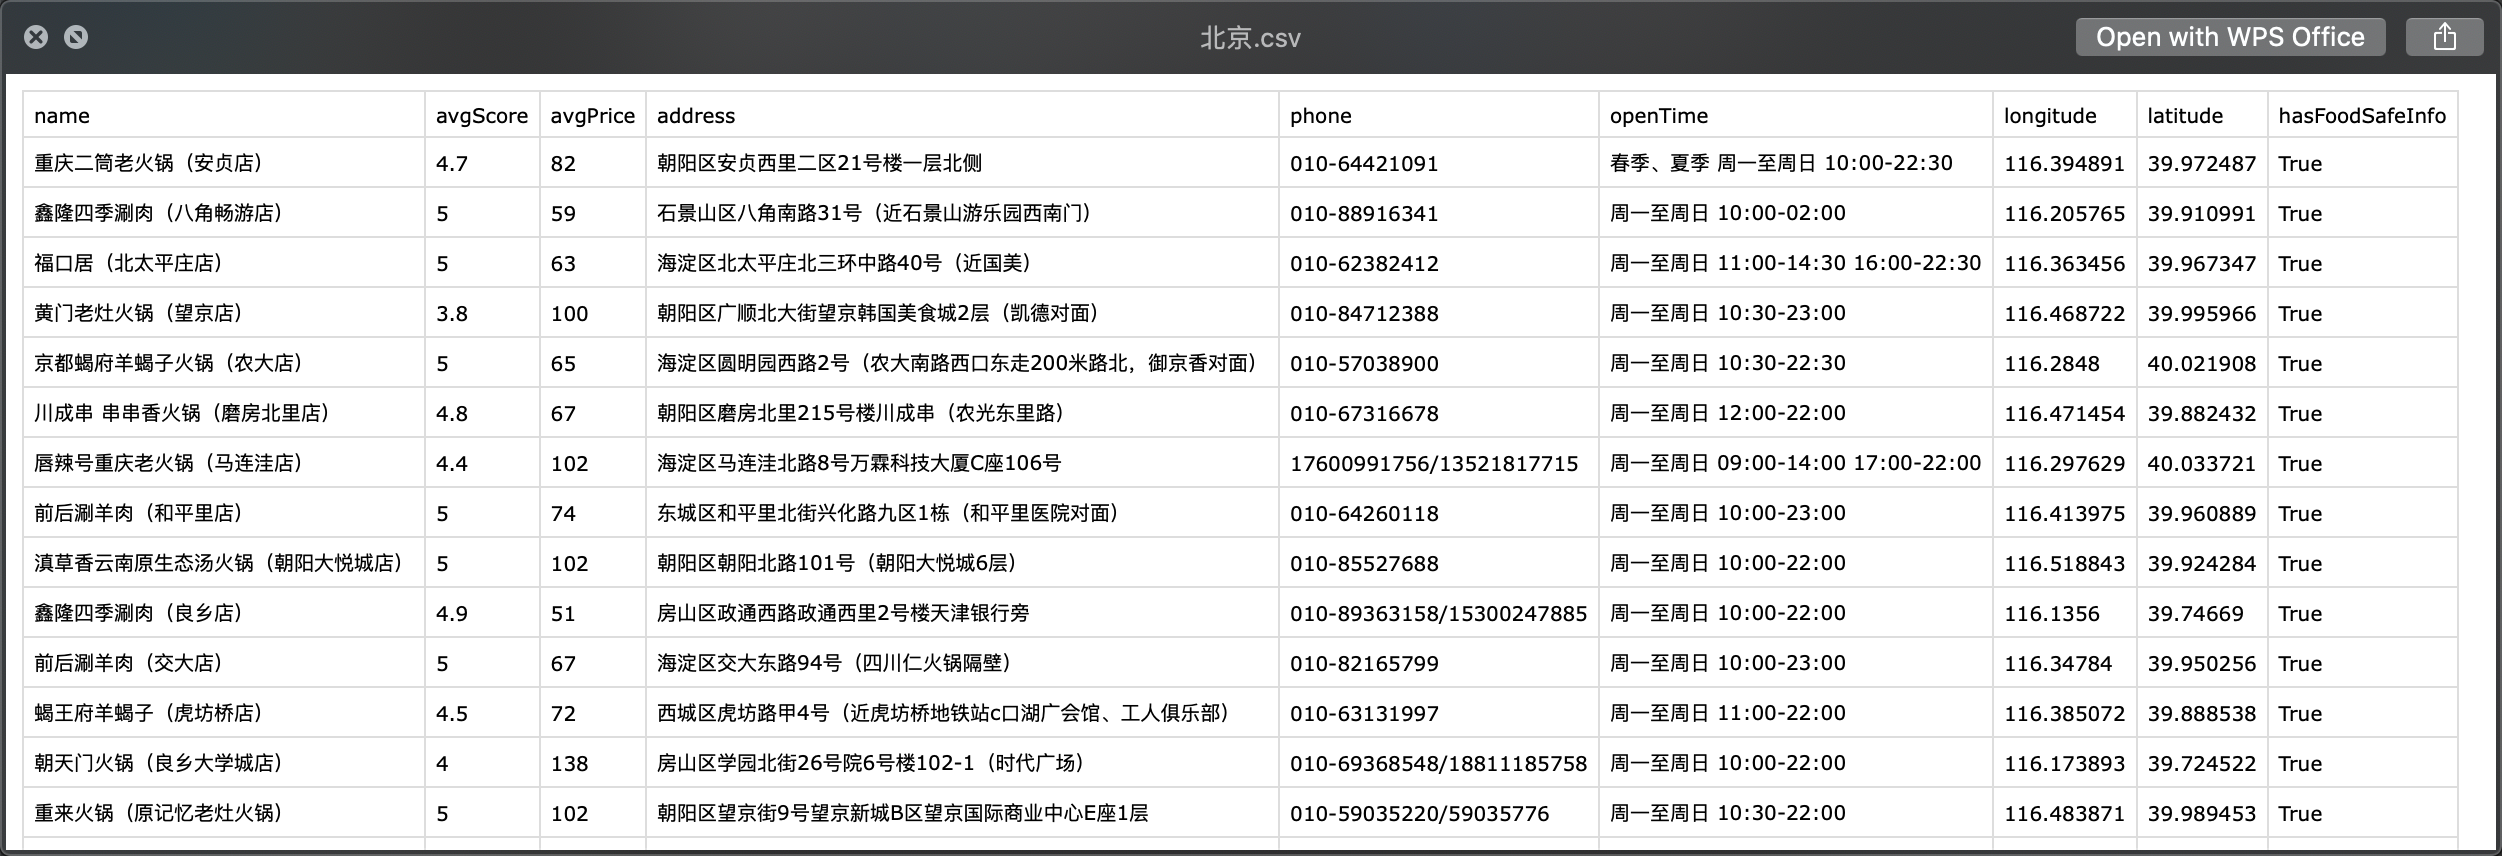 北京.csv
Open with WPS Office
name avgScore avgPrice address phone openTime longitude latitude hasFoodSafeInfo
重庆二筒老火锅（安贞店） 4.7 82 朝阳区安贞西里二区21号楼一层北侧 010-64421091 春季、夏季 周一至周日 10:00-22:30 116.394891 39.972487 True
鑫隆四季涮肉（八角畅游店） 5 59 石景山区八角南路31号（近石景山游乐园西南门） 010-88916341 周一至周日 10:00-02:00 116.205765 39.910991 True
福口居（北太平庄店） 5 63 海淀区北太平庄北三环中路40号（近国美） 010-62382412 周一至周日 11:00-14:30 16:00-22:30 116.363456 39.967347 True
黄门老灶火锅（望京店） 3.8 100 朝阳区广顺北大街望京韩国美食城2层（凯德对面） 010-84712388 周一至周日 10:30-23:00 116.468722 39.995966 True
京都蝎府羊蝎子火锅（农大店） 5 65 海淀区圆明园西路2号（农大南路西口东走200米路北，御京香对面） 010-57038900 周一至周日 10:30-22:30 116.2848 40.021908 True
川成串 串串香火锅（磨房北里店） 4.8 67 朝阳区磨房北里215号楼川成串（农光东里路） 010-67316678 周一至周日 12:00-22:00 116.471454 39.882432 True
唇辣号重庆老火锅（马连洼店） 4.4 102 海淀区马连洼北路8号万霖科技大厦C座106号 17600991756/13521817715 周一至周日 09:00-14:00 17:00-22:00 116.297629 40.033721 True
前后涮羊肉（和平里店） 5 74 东城区和平里北街兴化路九区1栋（和平里医院对面） 010-64260118 周一至周日 10:00-23:00 116.413975 39.960889 True
滇草香云南原生态汤火锅（朝阳大悦城店） 5 102 朝阳区朝阳北路101号（朝阳大悦城6层） 010-85527688 周一至周日 10:00-22:00 116.518843 39.924284 True
鑫隆四季涮肉（良乡店） 4.9 51 房山区政通西路政通西里2号楼天津银行旁 010-89363158/15300247885 周一至周日 10:00-22:00 116.1356 39.74669 True
前后涮羊肉（交大店） 5 67 海淀区交大东路94号（四川仁火锅隔壁） 010-82165799 周一至周日 10:00-23:00 116.34784 39.950256 True
蝎王府羊蝎子（虎坊桥店） 4.5 72 西城区虎坊路甲4号（近虎坊桥地铁站c口湖广会馆、工人俱乐部） 010-63131997 周一至周日 11:00-22:00 116.385072 39.888538 True
朝天门火锅（良乡大学城店） 4 138 房山区学园北街26号院6号楼102-1（时代广场） 010-69368548/18811185758 周一至周日 10:00-22:00 116.173893 39.724522 True
重来火锅（原记忆老灶火锅） 5 102 朝阳区望京街9号望京新城B区望京国际商业中心E座1层 010-59035220/59035776 周一至周日 10:30-22:00 116.483871 39.989453 True